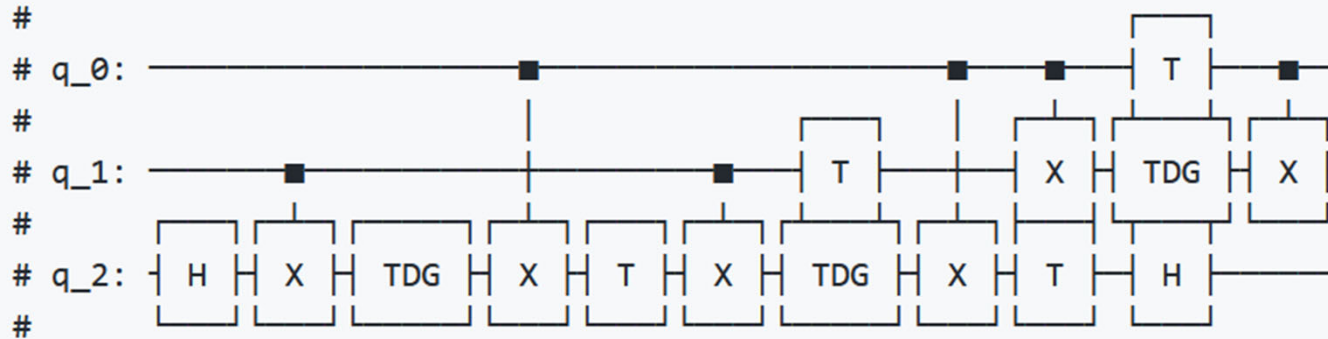 #                                                         ┌───┐
# q_0: ───────────────────■─────────────────────■────■───┤ T ├───■──
#                         │             ┌───┐   │  ┌─┴─┐┌┴───┴┐┌─┴─┐
# q_1: ───────■───────────┼─────────■───┤ T ├───┼──┤ X ├┤ TDG ├┤ X │
#      ┌───┐┌─┴─┐┌─────┐┌─┴─┐┌───┐┌─┴─┐┌┴───┴┐┌─┴─┐├───┤└┬───┬┘└───┘
# q_2: ┤ H ├┤ X ├┤ TDG ├┤ X ├┤ T ├┤ X ├┤ TDG ├┤ X ├┤ T ├─┤ H ├──────
#      └───┘└───┘└─────┘└───┘└───┘└───┘└─────┘└───┘└───┘ └───┘